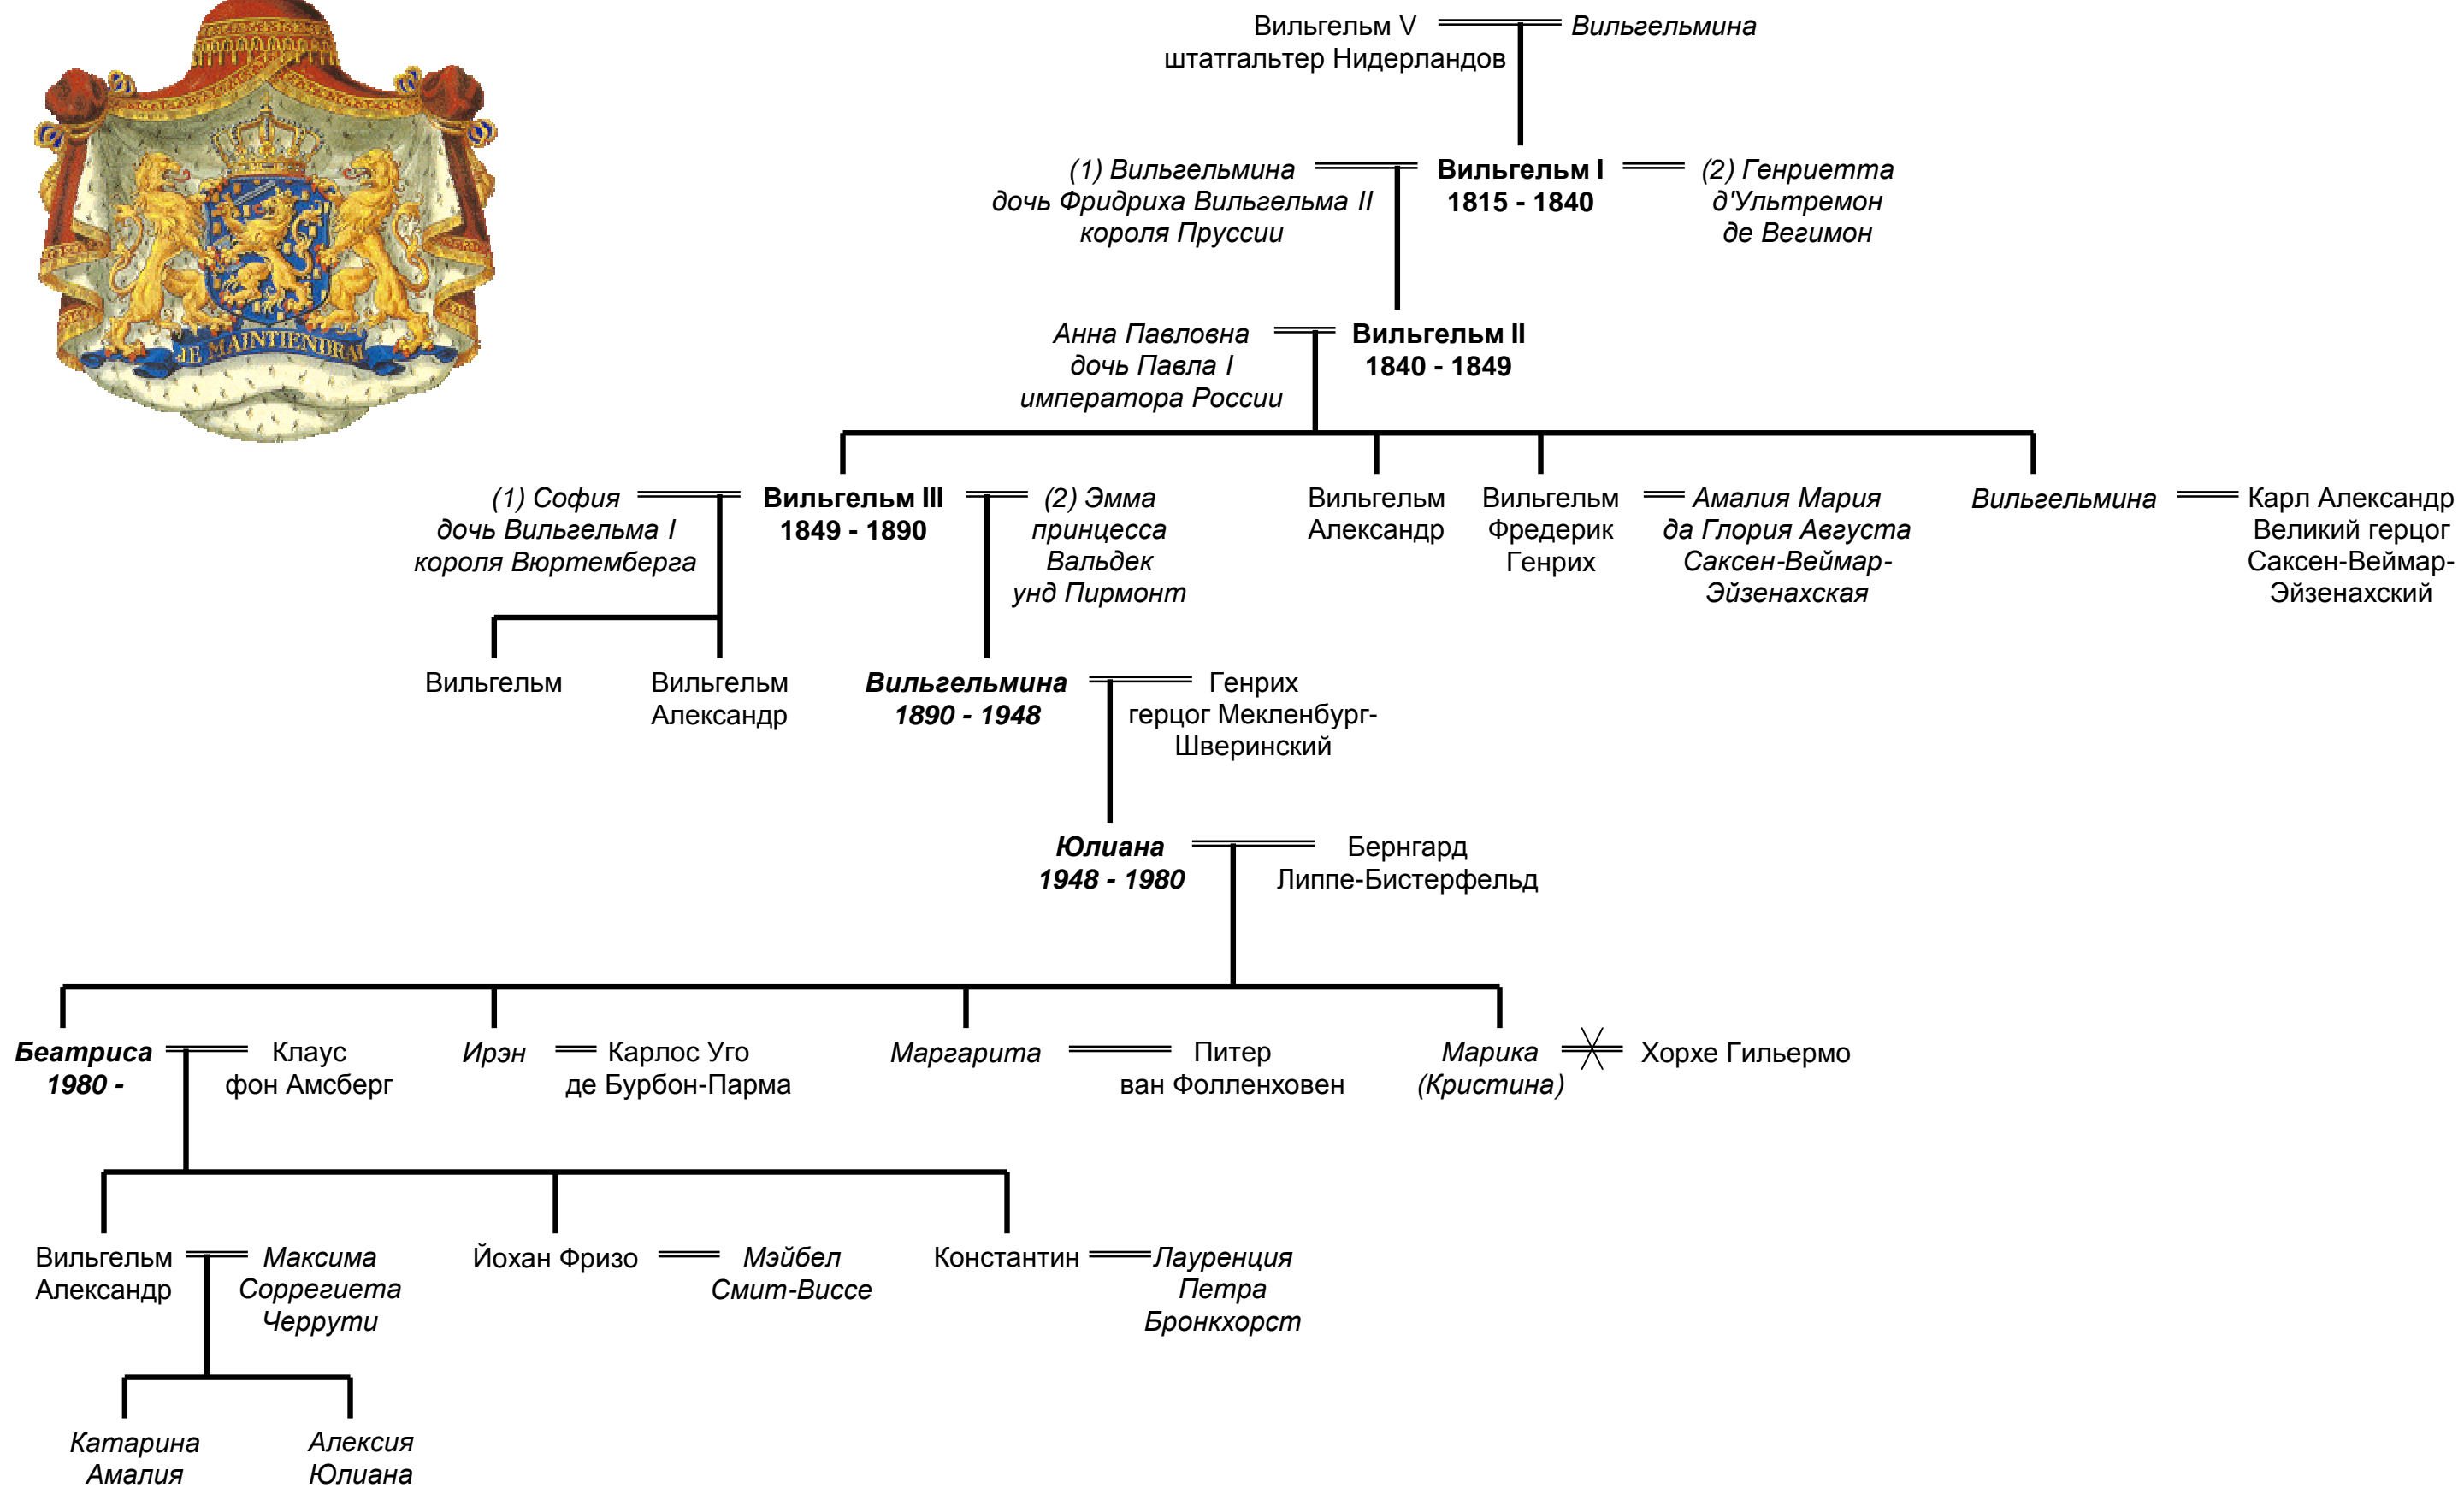 Вильгельм V
штатгальтер Нидерландов
Вильгельмина
(1) Вильгельмина
дочь Фридриха Вильгельма II
короля Пруссии
Вильгельм I
1815 - 1840
(2) Генриетта
д'Ультремон
де Вегимон
JE MAINTIENDRAI
Анна Павловна
дочь Павла I
императора России
Вильгельм II
1840 - 1849
(1) София
дочь Вильгельма I
короля Вюртемберга
Вильгельм III
1849 - 1890
(2) Эмма
принцесса
Вальдек
унд Пирмонт
Вильгельм
Александр
Вильгельм
Фредерик
Генрих
Амалия Мария
да Глория Августа
Саксен-Веймар-
Эйзенахская
Вильгельмина
Карл Александр
Великий герцог
Саксен-Веймар-
Эйзенахский
Вильгельм
Вильгельм
Александр
Вильгельмина
1890 - 1948
Генрих
герцог Мекленбург-
Шверинский
Юлиана
1948 - 1980
Бернгард
Липпе-Бистерфельд
Беатриса
1980 -
Клаус
фон Амсберг
Ирэн
Карлос Уго
де Бурбон-Парма
Маргарита
Питер
ван Фолленховен
Марика
(Кристина)
Хорхе Гильермо
Вильгельм
Александр
Максима
Соррегиета
Черрути
Йохан Фризо
Мэйбел
Смит-Виссе
Константин
Лауренция
Петра
Бронкхорст
Катарина
Амалия
Алексия
Юлиана